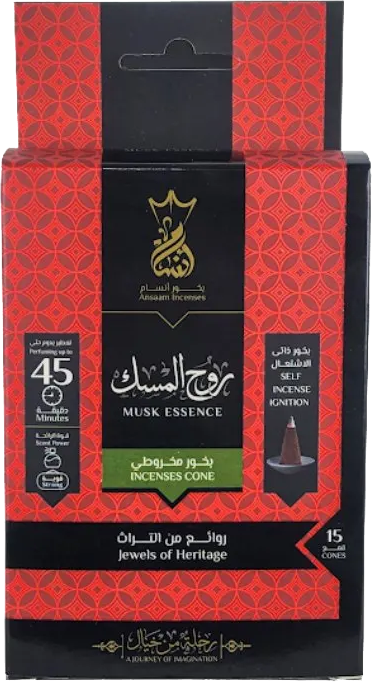 بخور أنسام
Ansaam Incenses
روح المسك
MUSK ESSENCE
بخور مخروطي
INCENSES CONE
تعطير يدوم حتى
Perfuming up to
45
دقيقة
Minutes
قوة الرائحة
Scent Power
قوية
Strong
بخور ذاتي
الاشتعال
SELF
INCENSE
IGNITION
روائع من التراث
Jewels of Heritage
15
قمع
CONES
رحلة من خيال
A JOURNEY OF IMAGINATION